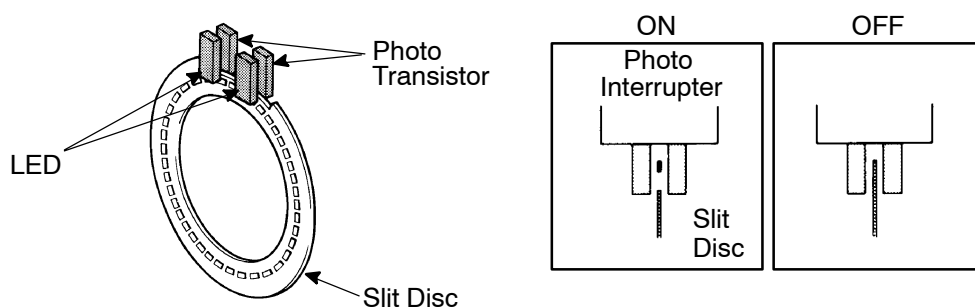 Photo
Transistor
LED
Slit Disc
ON
Photo
Interrupter
Slit
Disc
OFF